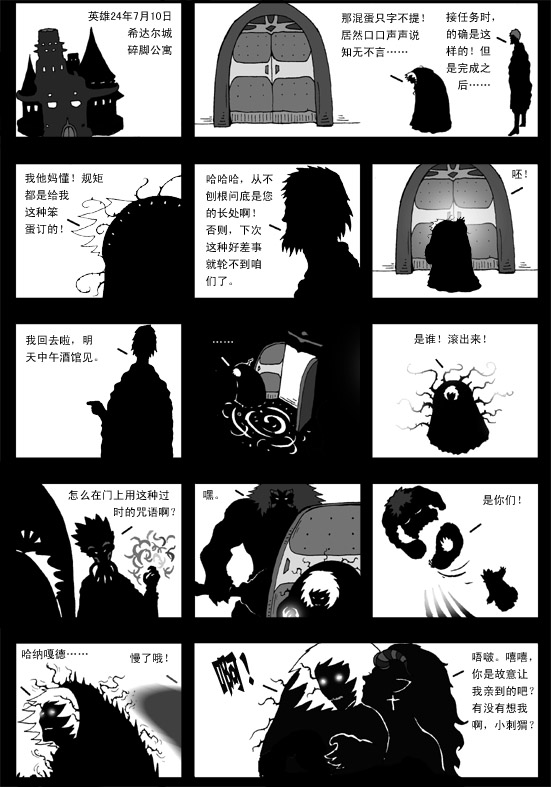 英雄24年7月10日
希达尔城
碎脚公寓
那混蛋只字不提！
居然口口声声说
知无不言……
接任务时，
的确是这
样的！但
是完成之
后……
我他妈懂！规矩
都是给我
这种笨
蛋订的！
哈哈哈，从不
刨根问底是您
的长处啊！
否则，下次
这种好差事
就轮不到咱
们了。
呸！
我回去啦，明
天中午酒馆见。
……
是谁！滚出来！
怎么在门上用这种过
时的咒语啊？
嘿。
是你们！
哈纳嘎德……
慢了哦！
啊！
唔啵。嘻嘻，
你是故意让
我亲到的吧？
有没有想我
啊，小刺猬？